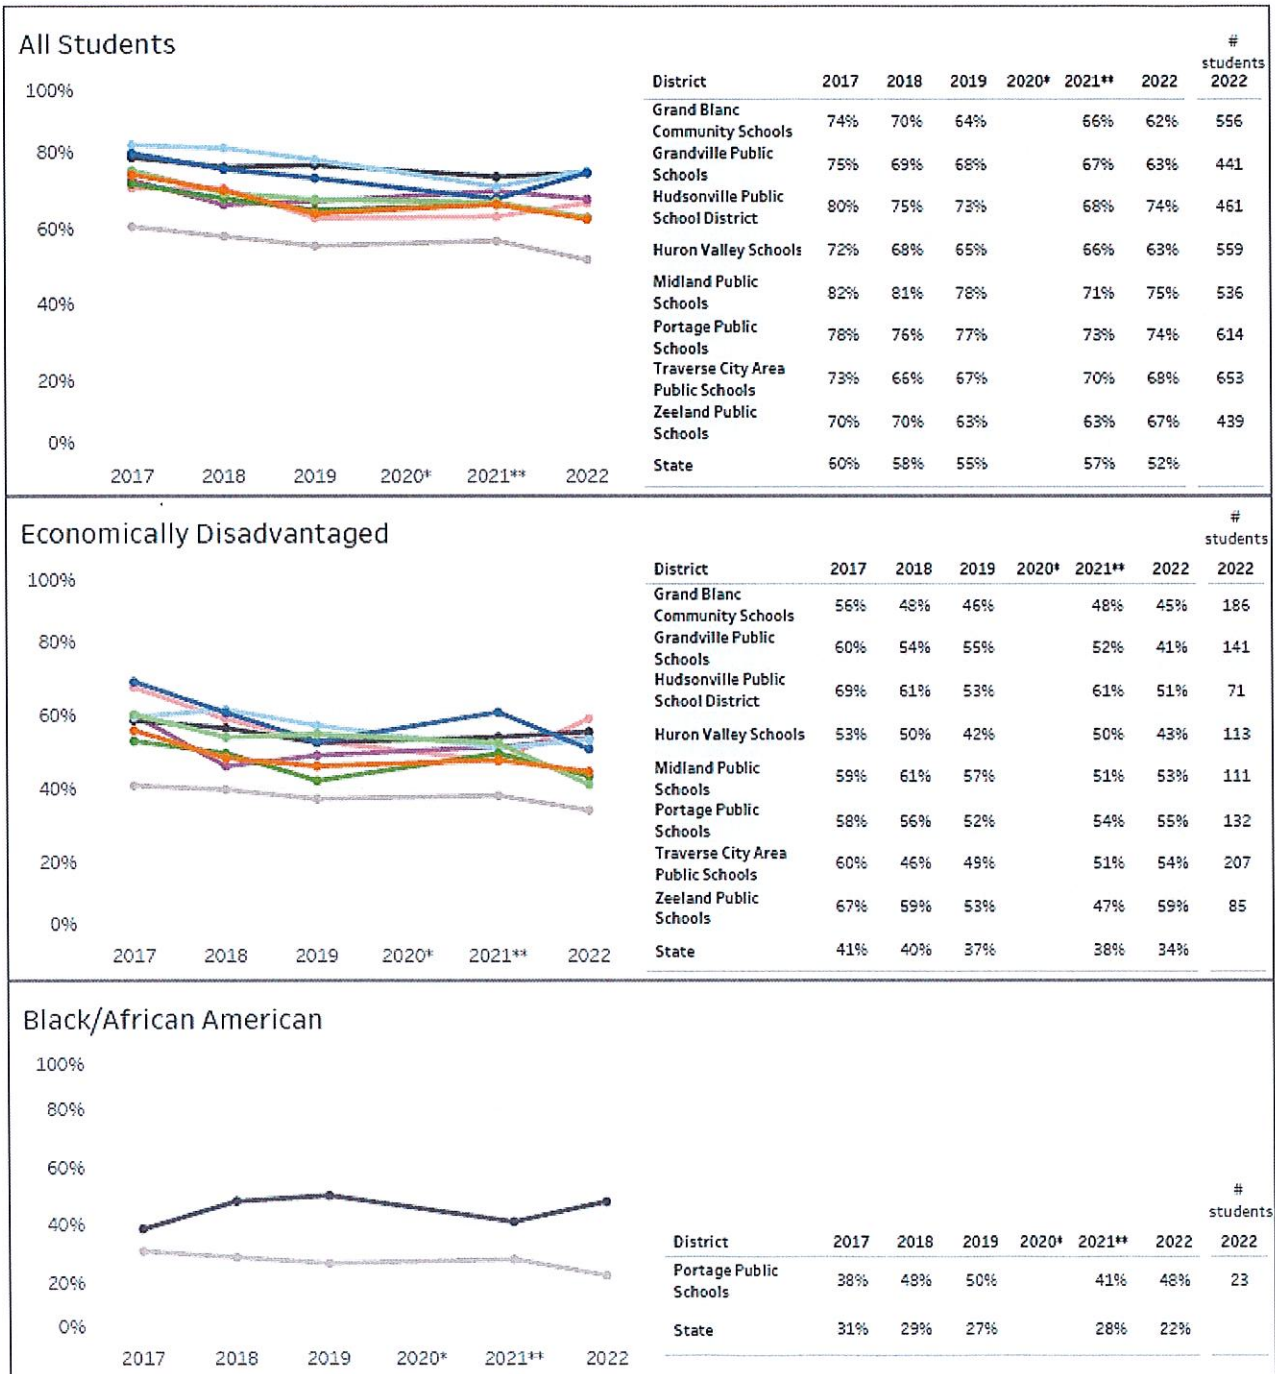 All Students
100%
80%
60%
40%
20%
0%
2017 2018 2019 2020* 2021** 2022
#
students
District 2017 2018 2019 2020* 2021** 2022 2022
Grand Blanc
Community Schools 74% 70% 64% 66% 62% 556
Grandville Public
Schools 75% 69% 68% 67% 63% 441
Hudsonville Public
School District 80% 75% 73% 68% 74% 461
Huron Valley Schools 72% 68% 65% 66% 63% 559
Midland Public
Schools 82% 81% 78% 71% 75% 536
Portage Public
Schools 78% 76% 77% 73% 74% 614
Traverse City Area
Public Schools 73% 66% 67% 70% 68% 653
Zeeland Public
Schools 70% 70% 63% 63% 67% 439
State 60% 58% 55% 57% 52%
Economically Disadvantaged
100%
80%
60%
40%
20%
0%
2017 2018 2019 2020* 2021** 2022
#
students
District 2017 2018 2019 2020* 2021** 2022 2022
Grand Blanc
Community Schools 56% 48% 46% 48% 45% 186
Grandville Public
Schools 60% 54% 55% 52% 41% 141
Hudsonville Public
School District 69% 61% 53% 61% 51% 71
Huron Valley Schools 53% 50% 42% 50% 43% 113
Midland Public
Schools 59% 61% 57% 51% 53% 111
Portage Public
Schools 58% 56% 52% 54% 55% 132
Traverse City Area
Public Schools 60% 46% 49% 51% 54% 207
Zeeland Public
Schools 67% 59% 53% 47% 59% 85
State 41% 40% 37% 38% 34%
Black/African American
100%
80%
60%
40%
20%
0%
2017 2018 2019 2020* 2021** 2022
#
students
District 2017 2018 2019 2020* 2021** 2022 2022
Portage Public
Schools 38% 48% 50% 41% 48% 23
State 31% 29% 27% 28% 22%